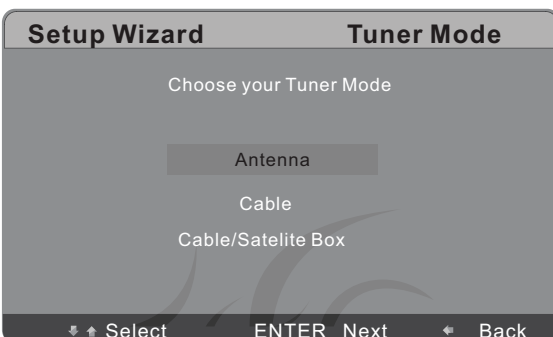 Setup Wizard Tuner Mode
Choose your Tuner Mode
Antenna
Cable
Cable/Satelite Box
Select ENTER Next Back